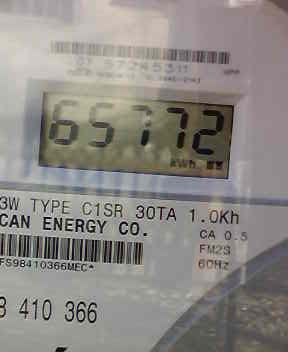 65772
kWh
3W TYPE C1SR 30TA 1.0Kh
CAN ENERGY CO.
CA 0.5
FM2S
60Hz
FS98410366MEC*
8 410 366